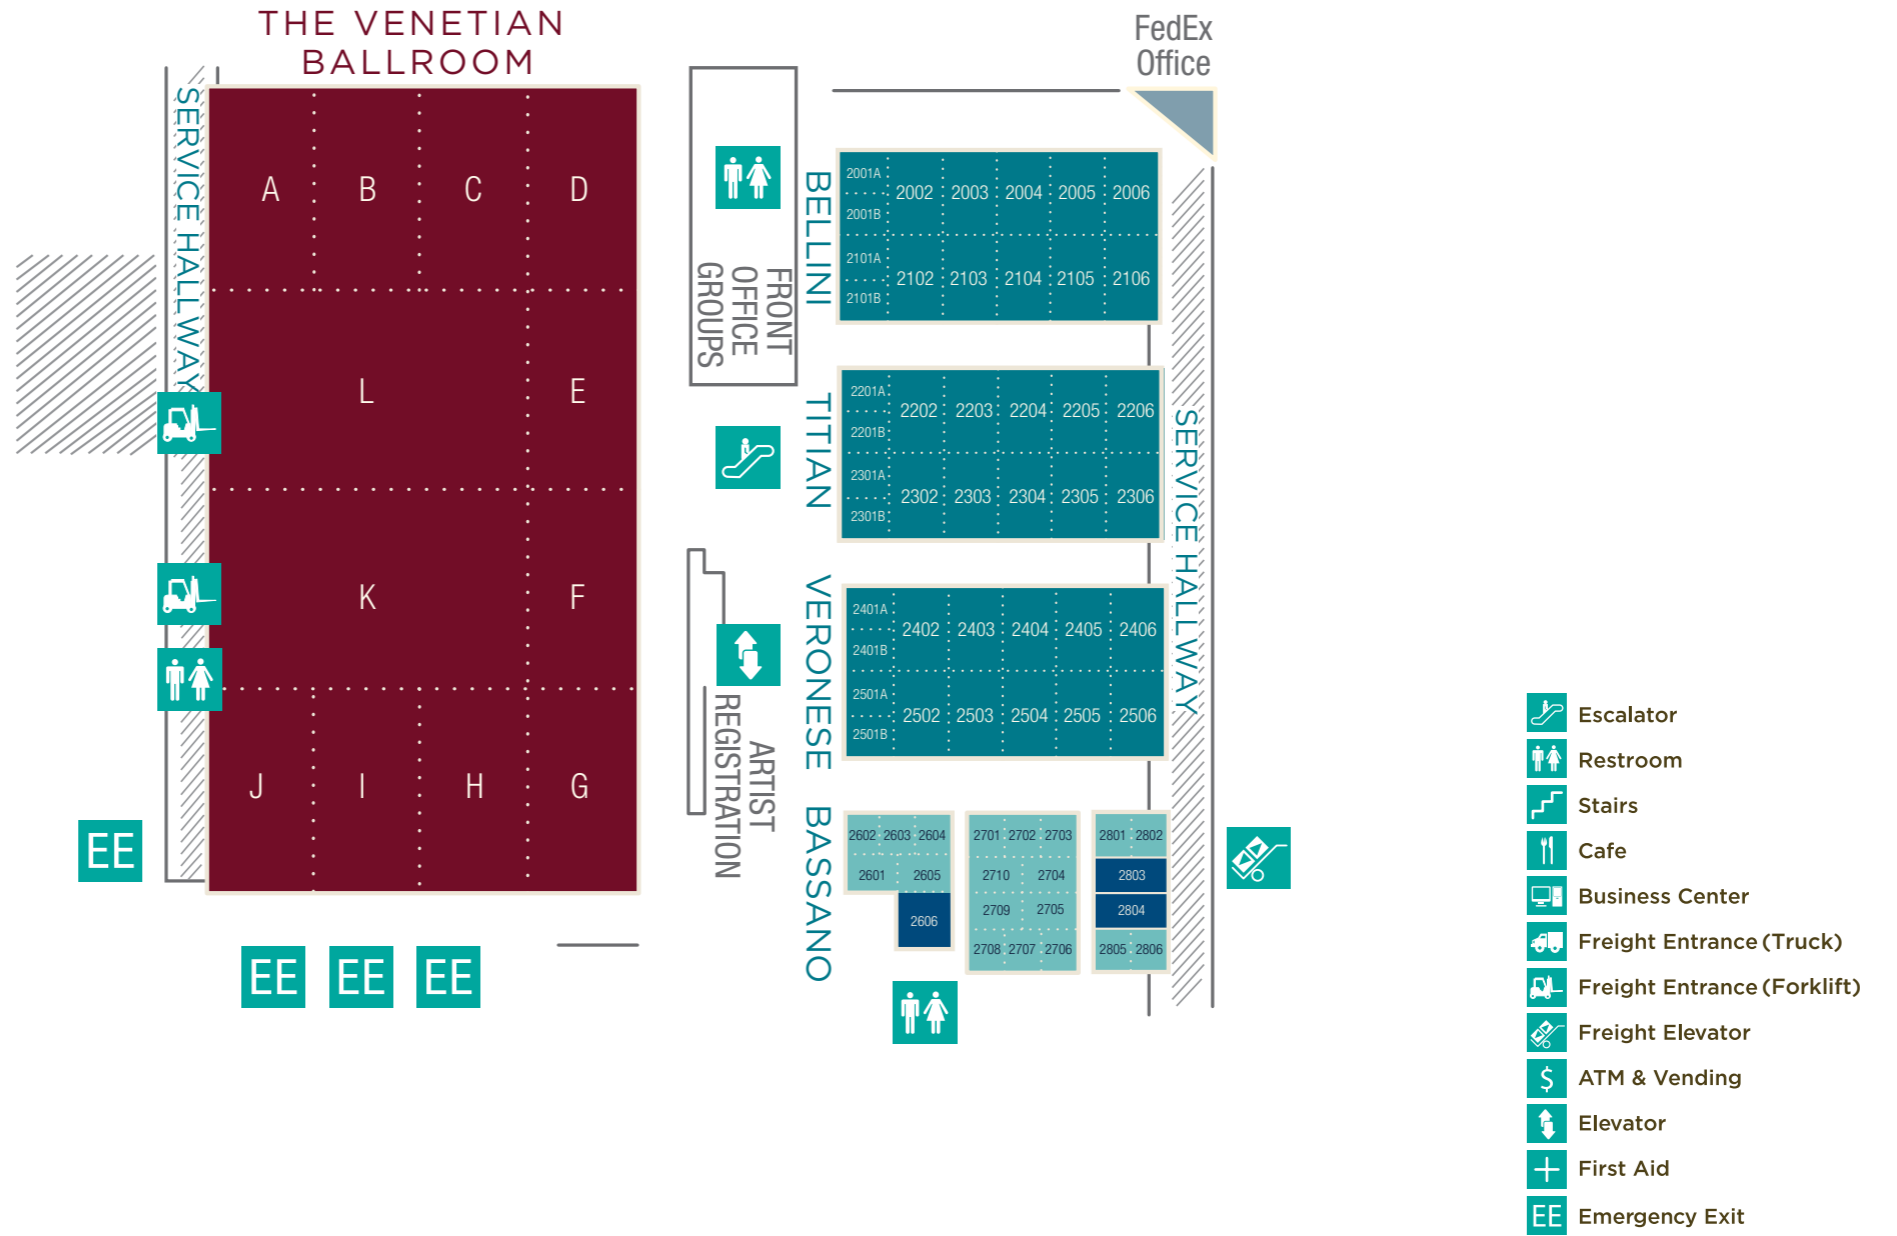 THE VENETIAN
BALLROOM
FedEx
Office
SERVICE HALLWAY
A
B
C
D
L
E
K
F
J
I
H
G
FRONT
OFFICE
GROUPS
ARTIST
REGISTRATION
BELLINI
2001A
2001B
2002
2003
2004
2005
2006
2101A
2101B
2102
2103
2104
2105
2106
TITIAN
2201A
2201B
2202
2203
2204
2205
2206
2301A
2301B
2302
2303
2304
2305
2306
VERONESE
2401A
2401B
2402
2403
2404
2405
2406
2501A
2501B
2502
2503
2504
2505
2506
BASSANO
2602
2603
2604
2601
2605
2606
2701
2702
2703
2710
2704
2709
2705
2708
2707
2706
2801
2802
2803
2804
2805
2806
SERVICE HALLWAY
EE
EE
EE
EE
Escalator
Restroom
Stairs
Cafe
Business Center
Freight Entrance (Truck)
Freight Entrance (Forklift)
Freight Elevator
$ ATM & Vending
Elevator
First Aid
EE Emergency Exit